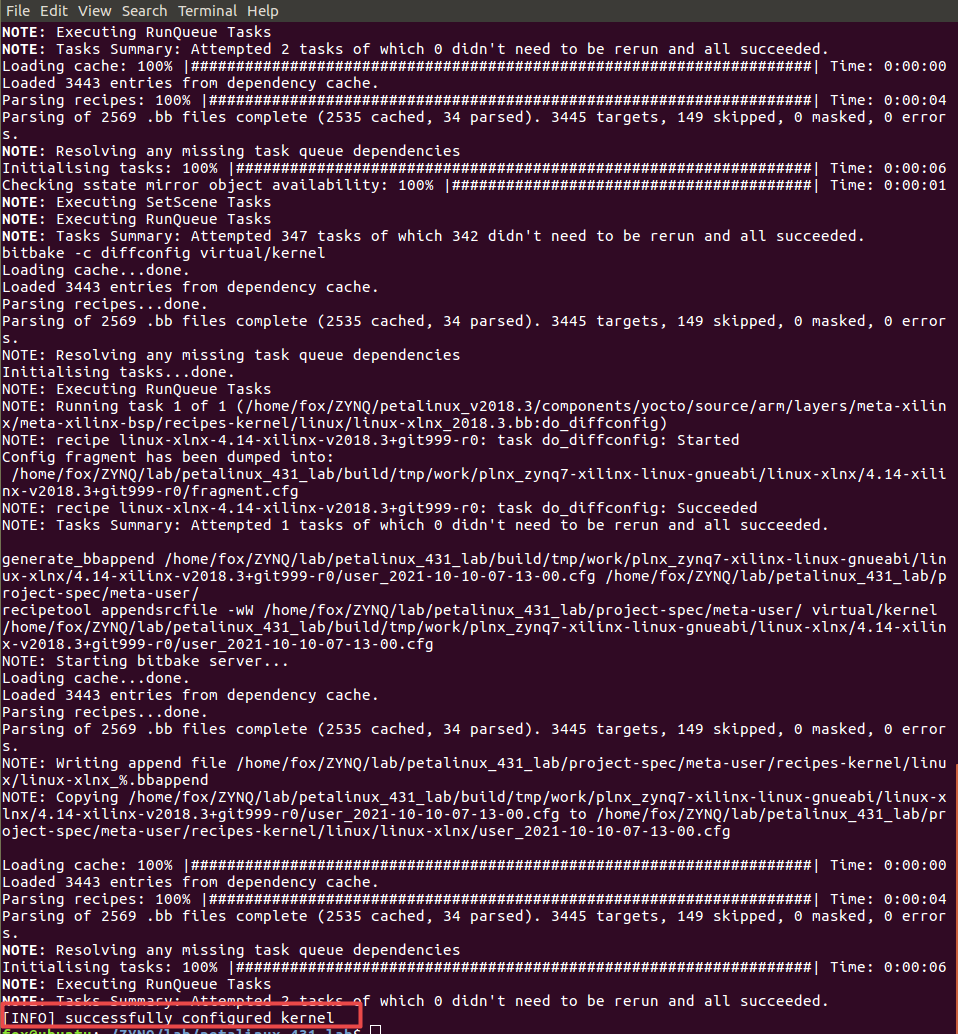 File Edit View Search Terminal Help
NOTE: Executing RunQueue Tasks
NOTE: Tasks Summary: Attempted 2 tasks of which 0 didn't need to be rerun and all succeeded.
Loading cache: 100% |#####################################################################| Time: 0:00:00
Loaded 3443 entries from dependency cache.
Parsing recipes: 100% |###################################################################| Time: 0:00:04
Parsing of 2569 .bb files complete (2535 cached, 34 parsed). 3445 targets, 149 skipped, 0 masked, 0 error
s.
NOTE: Resolving any missing task queue dependencies
Initialising tasks: 100% |################################################################| Time: 0:00:06
Checking sstate mirror object availability: 100% |########################################| Time: 0:00:01
NOTE: Executing SetScene Tasks
NOTE: Executing RunQueue Tasks
NOTE: Tasks Summary: Attempted 347 tasks of which 342 didn't need to be rerun and all succeeded.
bitbake -c diffconfig virtual/kernel
Loading cache...done.
Loaded 3443 entries from dependency cache.
Parsing recipes...done.
Parsing of 2569 .bb files complete (2535 cached, 34 parsed). 3445 targets, 149 skipped, 0 masked, 0 error
s.
NOTE: Resolving any missing task queue dependencies
Initialising tasks...done.
NOTE: Executing RunQueue Tasks
NOTE: Running task 1 of 1 (/home/fox/ZYNQ/petalinux_v2018.3/components/yocto/source/arm/layers/meta-xilin
x/meta-xilinx-bsp/recipes-kernel/linux/linux-xlnx_2018.3.bb:do_diffconfig)
NOTE: recipe linux-xlnx-4.14-xilinx-v2018.3+git999-r0: task do_diffconfig: Started
Config fragment has been dumped into:
/home/fox/ZYNQ/lab/petalinux_431_lab/build/tmp/work/plnx_zynq7-xilinx-linux-gnueabi/linux-xlnx/4.14-xili
nx-v2018.3+git999-r0/fragment.cfg
NOTE: recipe linux-xlnx-4.14-xilinx-v2018.3+git999-r0: task do_diffconfig: Succeeded
NOTE: Tasks Summary: Attempted 1 tasks of which 0 didn't need to be rerun and all succeeded.
generate_bbappend /home/fox/ZYNQ/lab/petalinux_431_lab/build/tmp/work/plnx_zynq7-xilinx-linux-gnueabi/lin
ux-xlnx/4.14-xilinx-v2018.3+git999-r0/user_2021-10-10-07-13-00.cfg /home/fox/ZYNQ/lab/petalinux_431_lab/p
roject-spec/meta-user/
recipetool appendsrcfile -wW /home/fox/ZYNQ/lab/petalinux_431_lab/project-spec/meta-user/ virtual/kernel
/home/fox/ZYNQ/lab/petalinux_431_lab/build/tmp/work/plnx_zynq7-xilinx-linux-gnueabi/linux-xlnx/4.14-xilin
x-v2018.3+git999-r0/user_2021-10-10-07-13-00.cfg
NOTE: Starting bitbake server...
Loading cache...done.
Loaded 3443 entries from dependency cache.
Parsing recipes...done.
Parsing of 2569 .bb files complete (2535 cached, 34 parsed). 3445 targets, 149 skipped, 0 masked, 0 error
s.
NOTE: Writing append file /home/fox/ZYNQ/lab/petalinux_431_lab/project-spec/meta-user/recipes-kernel/linu
x/linux-xlnx_%.bbappend
NOTE: Copying /home/fox/ZYNQ/lab/petalinux_431_lab/build/tmp/work/plnx_zynq7-xilinx-linux-gnueabi/linux-x
lnx/4.14-xilinx-v2018.3+git999-r0/user_2021-10-10-07-13-00.cfg to /home/fox/ZYNQ/lab/petalinux_431_lab/pr
oject-spec/meta-user/recipes-kernel/linux/linux-xlnx/user_2021-10-10-07-13-00.cfg
Loading cache: 100% |#####################################################################| Time: 0:00:00
Loaded 3443 entries from dependency cache.
Parsing recipes: 100% |###################################################################| Time: 0:00:04
Parsing of 2569 .bb files complete (2535 cached, 34 parsed). 3445 targets, 149 skipped, 0 masked, 0 error
s.
NOTE: Resolving any missing task queue dependencies
Initialising tasks: 100% |################################################################| Time: 0:00:06
NOTE: Executing RunQueue Tasks
NOTE: Tasks Summary: Attempted 2 tasks of which 0 didn't need to be rerun and all succeeded.
[INFO] successfully configured kernel
fox@ubuntu:~/ZYNQ/lab/petalinux_431_lab$